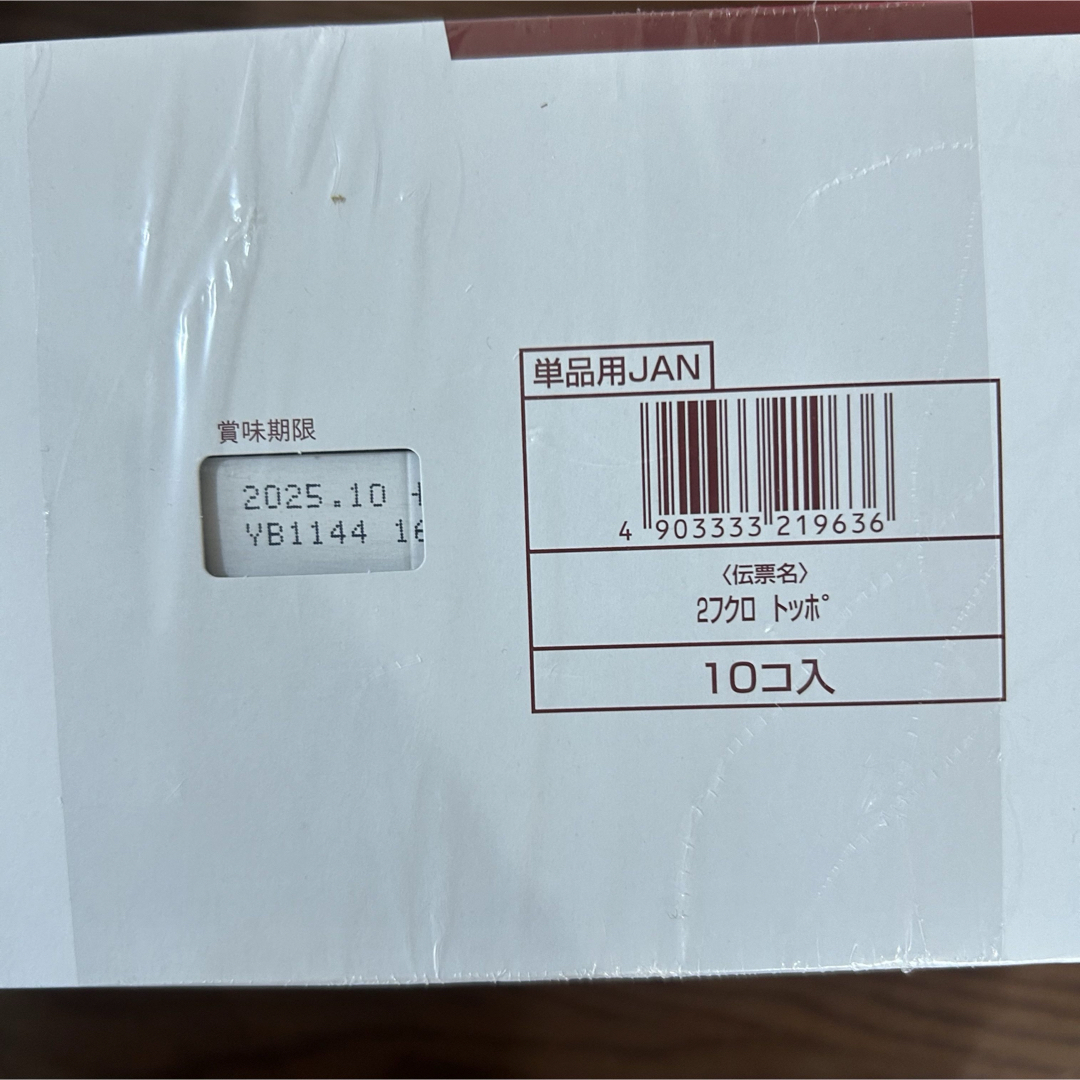 賞味期限
2025.10
YB1144 16
単品用JAN
4 903333 219636
〈伝票名〉
2フクロ トッポ
10コ入